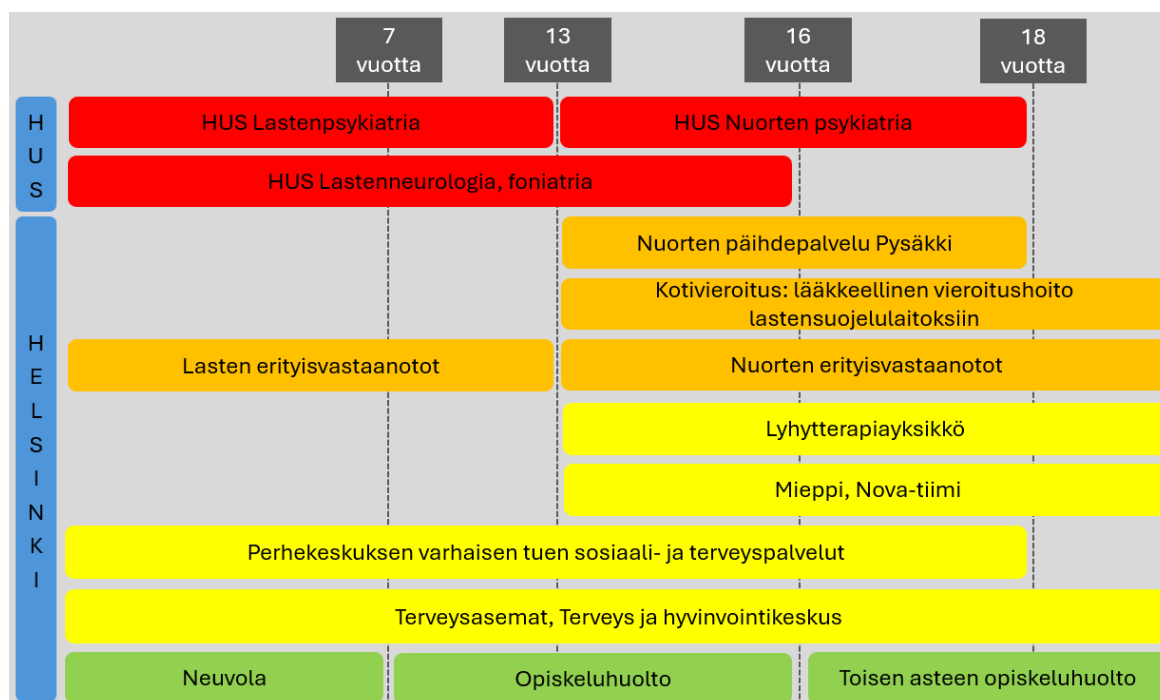 7
vuotta
13
vuotta
16
vuotta
18
vuotta
HUS
HUS Lastenpsykiatria
HUS Nuorten psykiatria
HUS Lastenneurologia, foniatria
HELSINKI
Nuorten päihdepalvelu Pysäkki
Kotivieroitus: lääkkeellinen vieroitushoito
lastensuojelulaitoksiin
Lasten erityisvastaanotot
Nuorten erityisvastaanotot
Lyhytterapiayksikkö
Mieppi, Nova-tiimi
Perhekeskuksen varhaisen tuen sosiaali- ja terveyspalvelut
Terveysasemat, Terveys ja hyvinvointikeskus
Neuvola
Opiskeluhuolto
Toisen asteen opiskeluhuolto